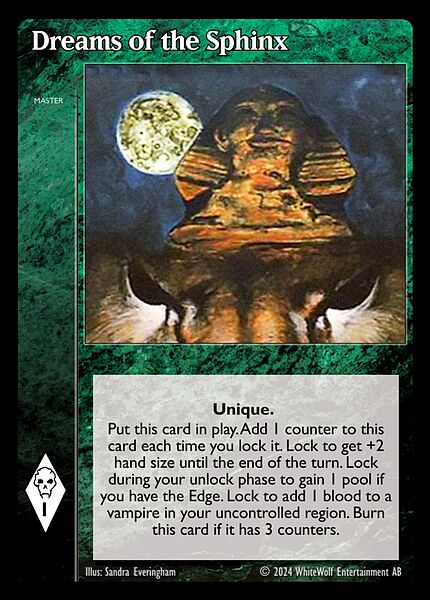 Dreams of the Sphinx
MASTER
Unique.
Put this card in play.Add 1 counter to this
card each time you lock it. Lock to get +2
hand size until the end of the turn. Lock
during your unlock phase to gain 1 pool if
you have the Edge. Lock to add 1 blood to a
vampire in your uncontrolled region. Burn
this card if it has 3 counters.
1
Illus: Sandra Everingham
© 2024 WhiteWolf Entertainment AB